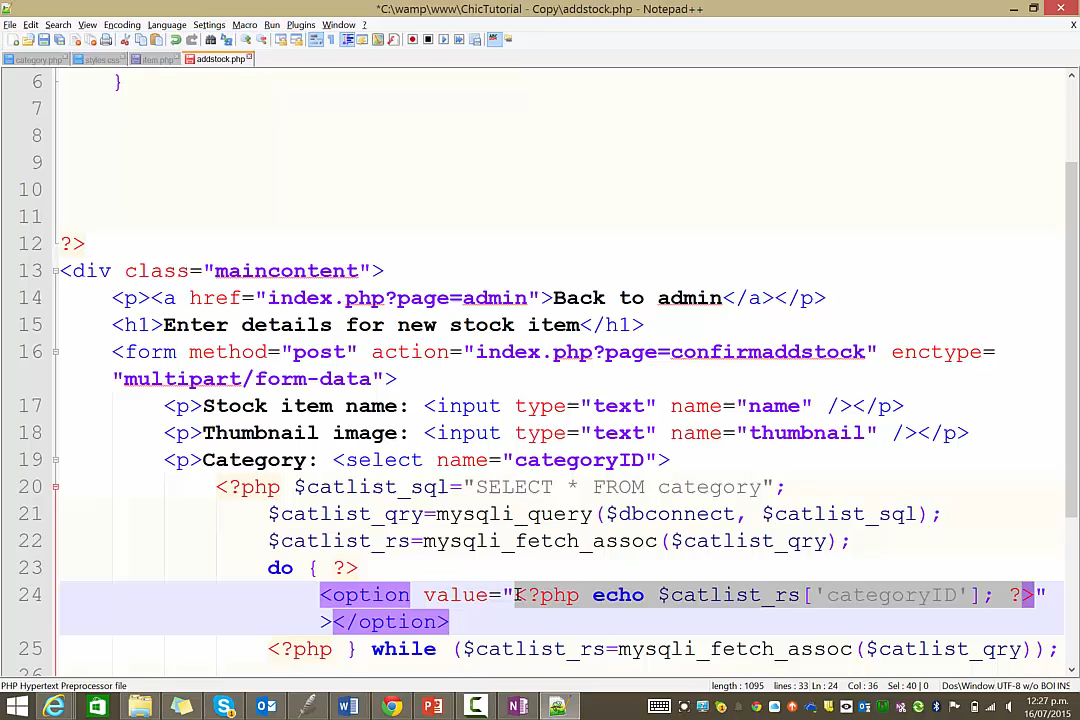 *C:\wamp\www\ChicTutorial - Copy\addstock.php - Notepad++
File Edit Search View Encoding Language Settings Macro Run Plugins Window ?
X
category.php styles.css item.php addstock.php
6 }
7
8
9
10
11
12 ?>
13 <div class="maincontent">
14 <p><a href="index.php?page=admin">Back to admin</a></p>
15 <h1>Enter details for new stock item</h1>
16 <form method="post" action="index.php?page=confirmaddstock" enctype=
"multipart/form-data">
17 <p>Stock item name: <input type="text" name="name" /></p>
18 <p>Thumbnail image: <input type="text" name="thumbnail" /></p>
19 <p>Category: <select name="categoryID">
20 <?php $catlist_sql="SELECT * FROM category";
21 $catlist_qry=mysqli_query($dbconnect, $catlist_sql);
22 $catlist_rs=mysqli_fetch_assoc($catlist_qry);
23 do { ?>
24 <option value="<?php echo $catlist_rs['categoryID']; ?>"
></option>
25 <?php } while ($catlist_rs=mysqli_fetch_assoc($catlist_qry));
26
PHP Hypertext Preprocessor file length : 1095 lines : 33 Ln : 24 Col : 36 Sel : 40 | 0 Dos\Windows UTF-8 w/o BOM INS
12:27 p.m.
16/07/2015